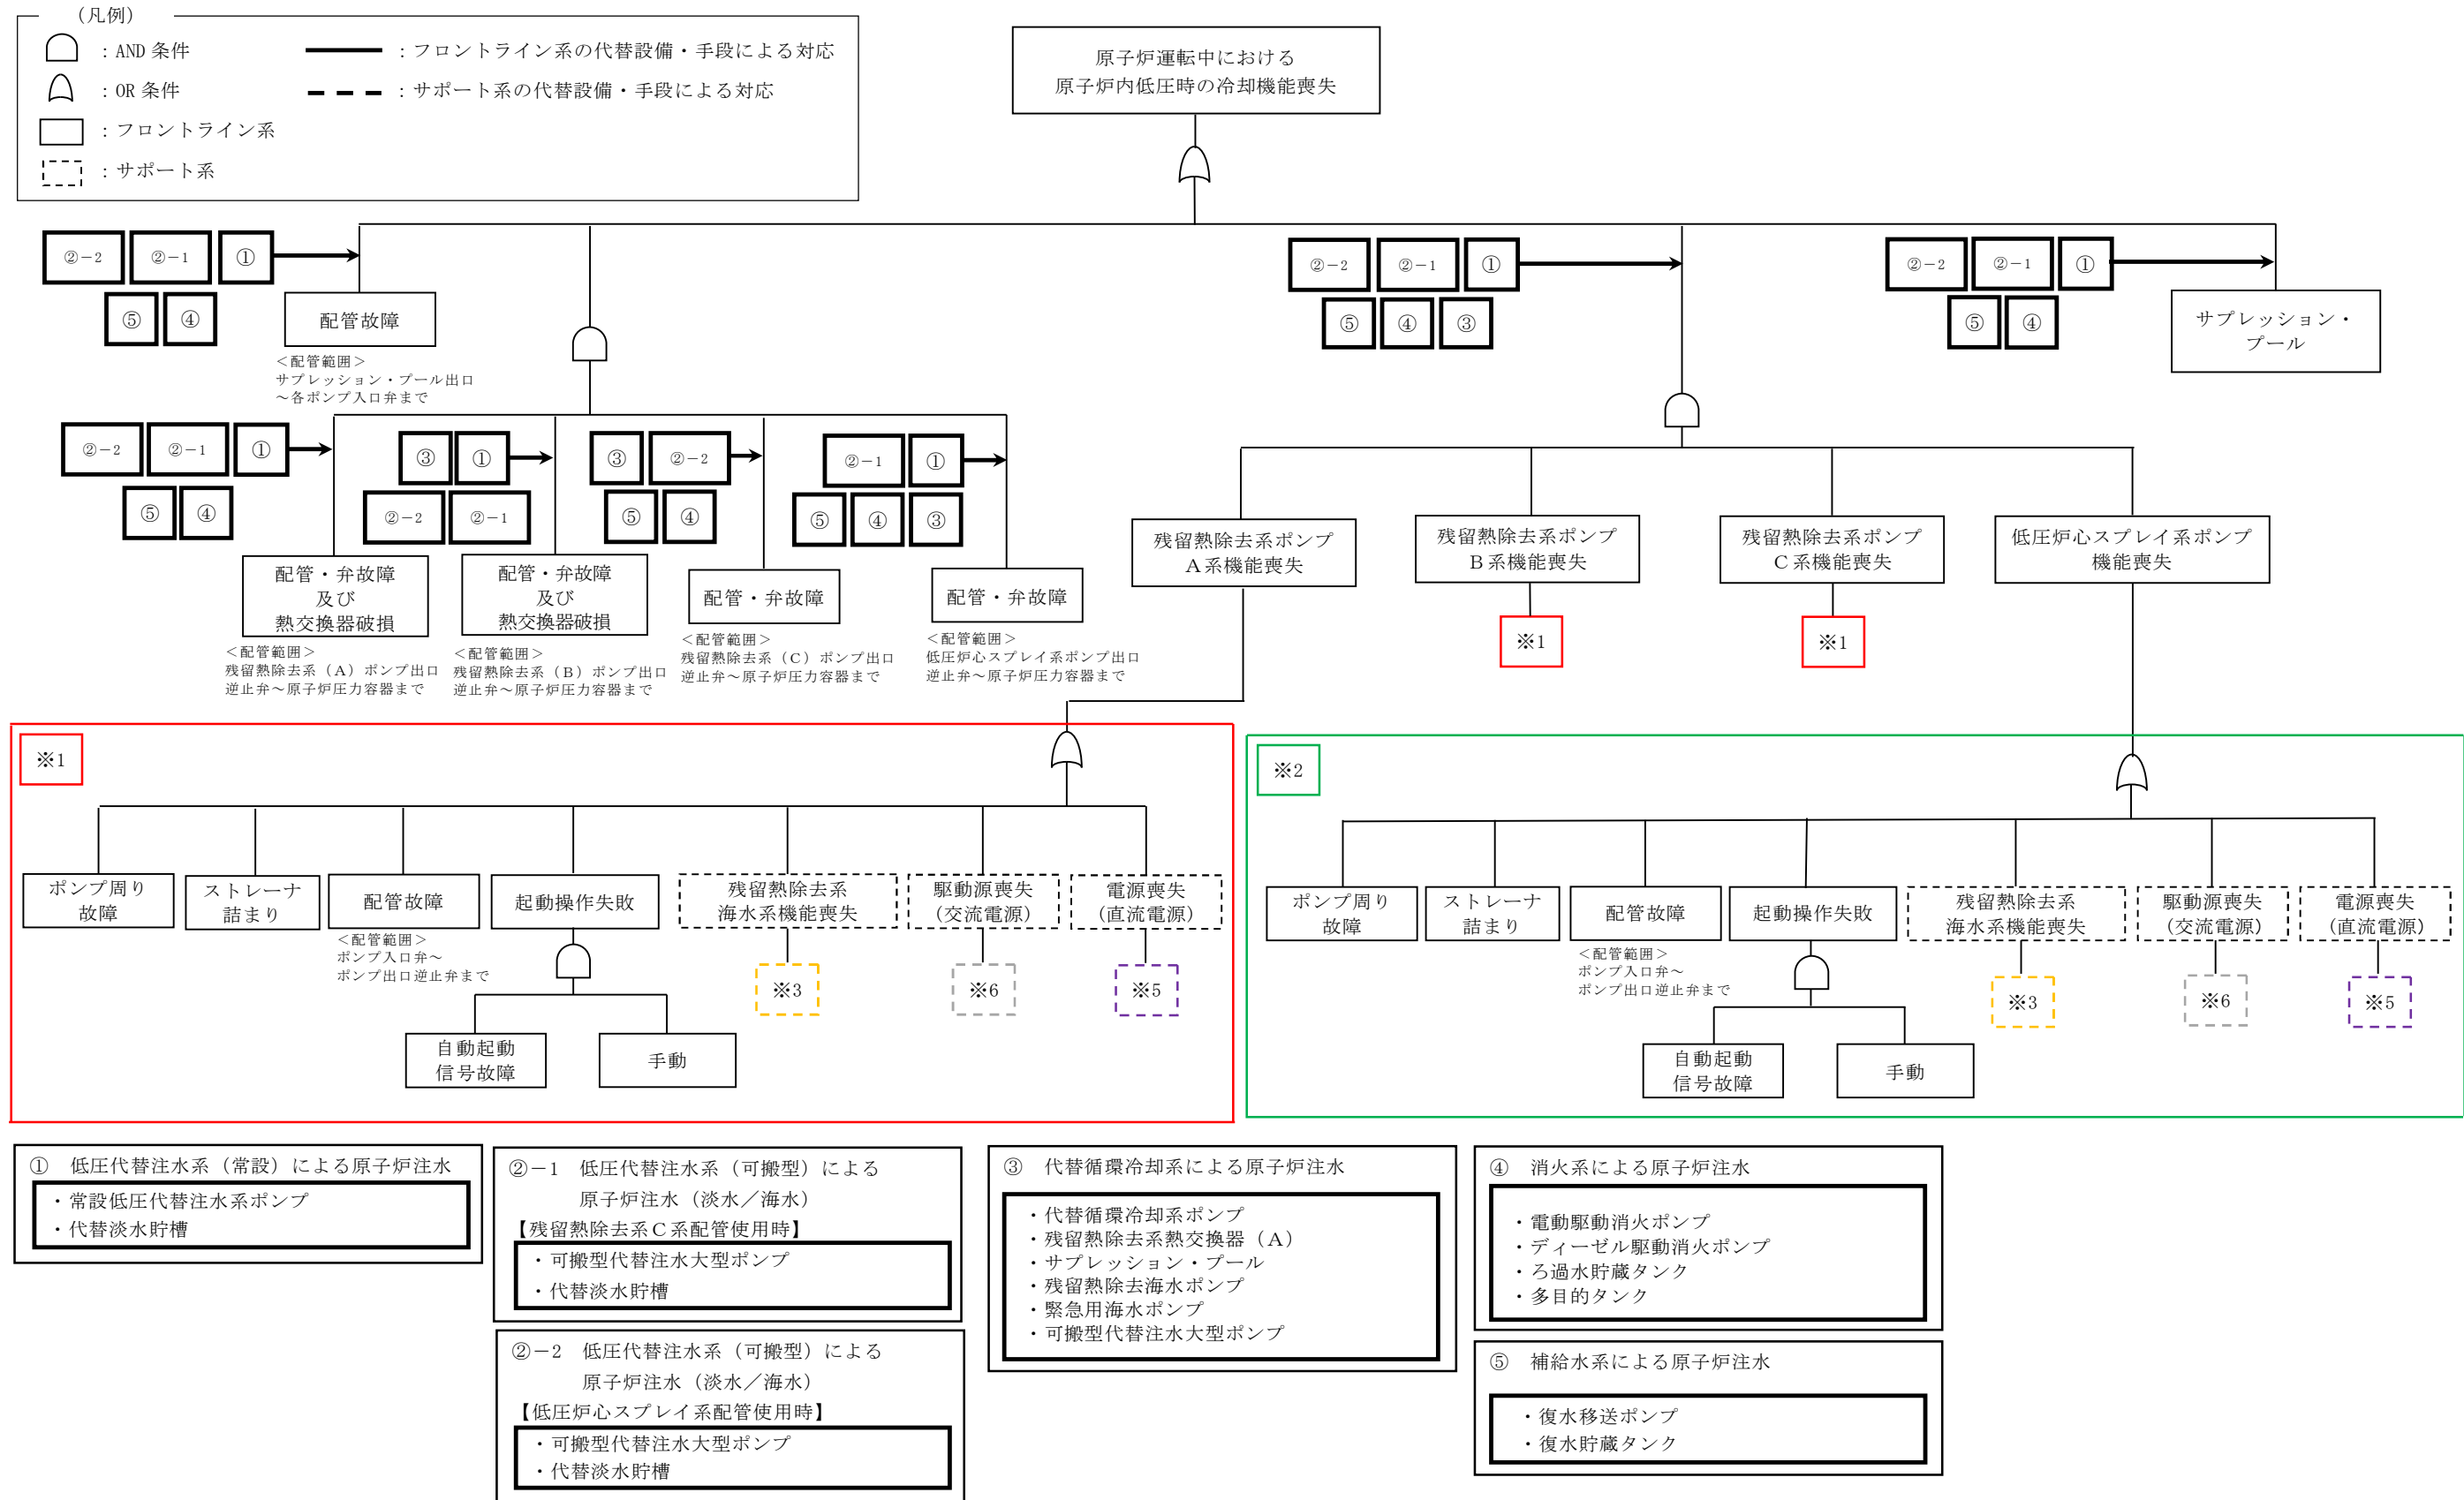 （凡例）
：AND 条件
：フロントライン系の代替設備・手段による対応
：OR 条件
：サポート系の代替設備・手段による対応
：フロントライン系
：サポート系
原子炉運転中における
原子炉内低圧時の冷却機能喪失
②－2 ②－1 ①
⑤ ④
配管故障
＜配管範囲＞
サプレッション・プール出口
～各ポンプ入口弁まで
②－2 ②－1 ①
⑤ ④ ③
②－2 ②－1 ①
⑤ ④
サプレッション・
プール
②－2 ②－1 ①
⑤ ④
配管・弁故障
及び
熱交換器破損
＜配管範囲＞
残留熱除去系（Ａ）ポンプ出口
逆止弁～原子炉圧力容器まで
③ ①
②－2 ②－1
配管・弁故障
及び
熱交換器破損
＜配管範囲＞
残留熱除去系（Ｂ）ポンプ出口
逆止弁～原子炉圧力容器まで
③ ②－2
⑤ ④
配管・弁故障
＜配管範囲＞
残留熱除去系（Ｃ）ポンプ出口
逆止弁～原子炉圧力容器まで
②－1 ①
⑤ ④ ③
配管・弁故障
＜配管範囲＞
低圧炉心スプレイ系ポンプ出口
逆止弁～原子炉圧力容器まで
残留熱除去系ポンプ
Ａ系機能喪失
残留熱除去系ポンプ
Ｂ系機能喪失
※1
残留熱除去系ポンプ
Ｃ系機能喪失
※1
低圧炉心スプレイ系ポンプ
機能喪失
※1
ポンプ周り
故障
ストレーナ
詰まり
配管故障
＜配管範囲＞
ポンプ入口弁～
ポンプ出口逆止弁まで
起動操作失敗
自動起動
信号故障
手動
残留熱除去系
海水系機能喪失
※3
駆動源喪失
（交流電源）
※6
電源喪失
（直流電源）
※5
※2
ポンプ周り
故障
ストレーナ
詰まり
配管故障
＜配管範囲＞
ポンプ入口弁～
ポンプ出口逆止弁まで
起動操作失敗
自動起動
信号故障
手動
残留熱除去系
海水系機能喪失
※3
駆動源喪失
（交流電源）
※6
電源喪失
（直流電源）
※5
①　低圧代替注水系（常設）による原子炉注水
・常設低圧代替注水系ポンプ
・代替淡水貯槽
②－1　低圧代替注水系（可搬型）による
原子炉注水（淡水／海水）
【残留熱除去系Ｃ系配管使用時】
・可搬型代替注水大型ポンプ
・代替淡水貯槽
②－2　低圧代替注水系（可搬型）による
原子炉注水（淡水／海水）
【低圧炉心スプレイ系配管使用時】
・可搬型代替注水大型ポンプ
・代替淡水貯槽
③　代替循環冷却系による原子炉注水
・代替循環冷却系ポンプ
・残留熱除去系熱交換器（Ａ）
・サプレッション・プール
・残留熱除去海水ポンプ
・緊急用海水ポンプ
・可搬型代替注水大型ポンプ
④　消火系による原子炉注水
・電動駆動消火ポンプ
・ディーゼル駆動消火ポンプ
・ろ過水貯蔵タンク
・多目的タンク
⑤　補給水系による原子炉注水
・復水移送ポンプ
・復水貯蔵タンク